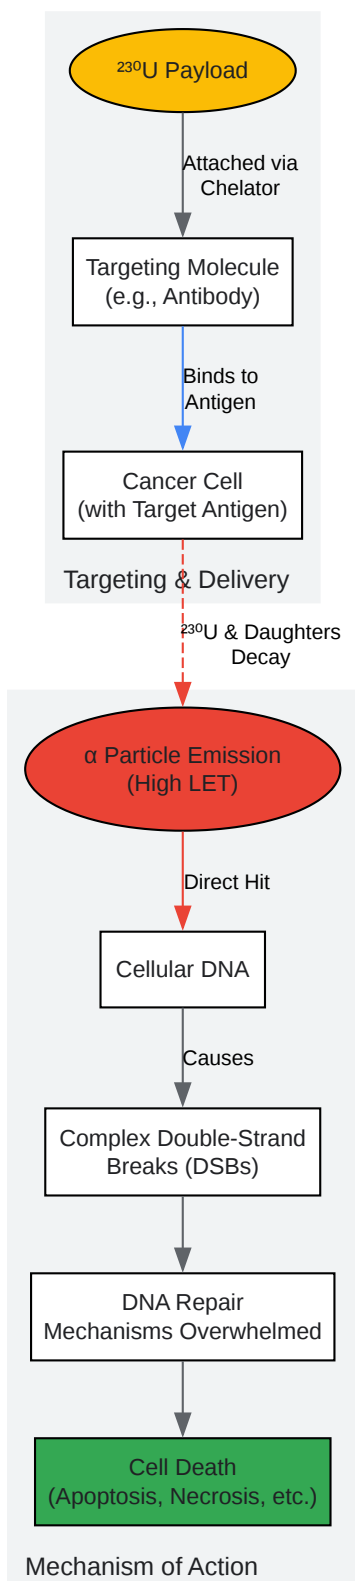 ²³⁰U Payload
Attached via
Chelator
Targeting Molecule
(e.g., Antibody)
Binds to
Antigen
Cancer Cell
(with Target Antigen)
Targeting & Delivery
²³⁰U & Daughters
Decay
α Particle Emission
(High LET)
Direct Hit
Cellular DNA
Causes
Complex Double-Strand
Breaks (DSBs)
DNA Repair
Mechanisms Overwhelmed
Cell Death
(Apoptosis, Necrosis, etc.)
Mechanism of Action